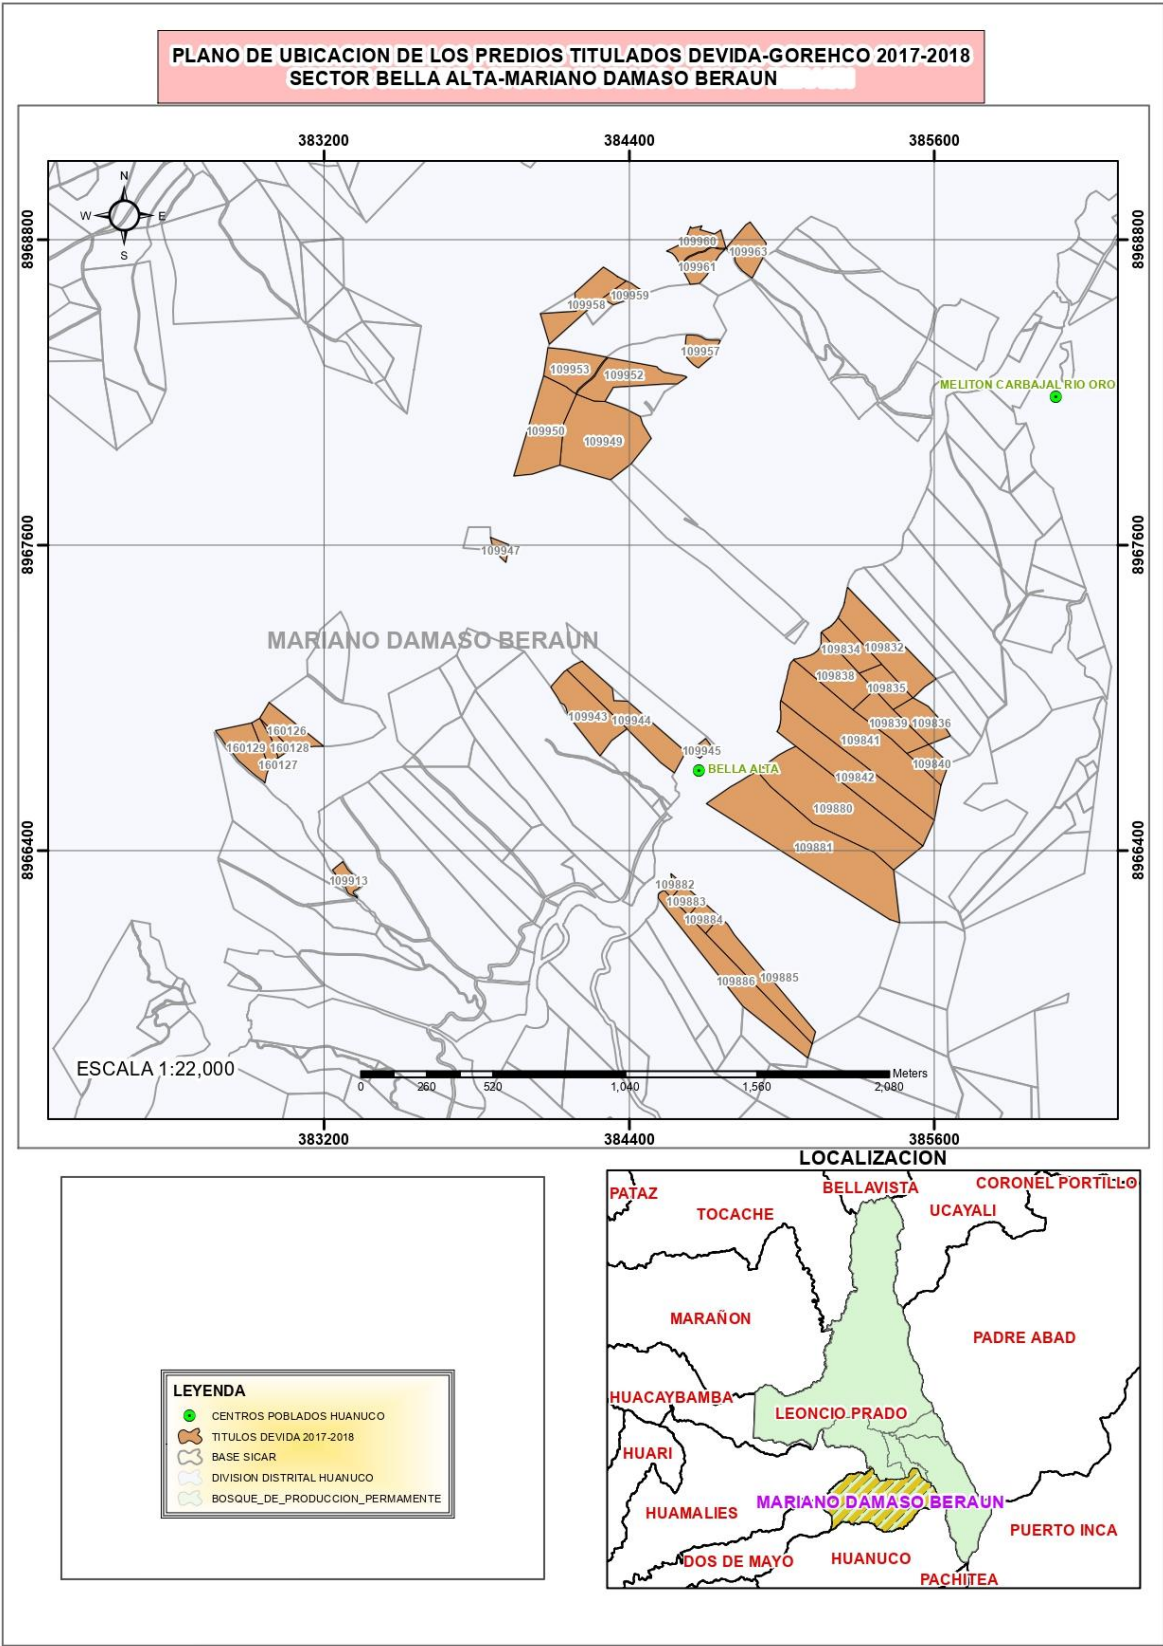 PLANO DE UBICACION DE LOS PREDIOS TITULADOS DEVIDA-GOREHCO 2017-2018
SECTOR BELLA ALTA-MARIANO DAMASO BERAUN
383200
384400
385600
N
W
E
S
8968800
8968800
109960
109963
109961
109959
109958
109957
109953
109952
MELITON CARBAJAL RIO ORO
109950
109949
8967600
8967600
109947
MARIANO DAMASO BERAUN
109834
109832
109838
109835
109943
109944
109839
109836
160126
109841
160129
160128
109945
160127
109840
BELLA ALTA
109842
109880
8966400
8966400
109881
109913
109882
109883
109884
109885
109886
ESCALA 1:22,000
Meters
0
260
520
1,040
1,560
2,080
383200
384400
385600
LOCALIZACION
PATAZ
BELLAVISTA
CORONEL PORTILLO
TOCACHE
UCAYALI
MARAÑON
PADRE ABAD
HUACAYBAMBA
LEONCIO PRADO
HUARI
MARIANO DAMASO BERAUN
HUAMALIES
PUERTO INCA
DOS DE MAYO
HUANUCO
PACHITEA
LEYENDA
CENTROS POBLADOS HUANUCO
TITULOS DEVIDA 2017-2018
BASE SICAR
DIVISION DISTRITAL HUANUCO
BOSQUE_DE_PRODUCCION_PERMAMENTE